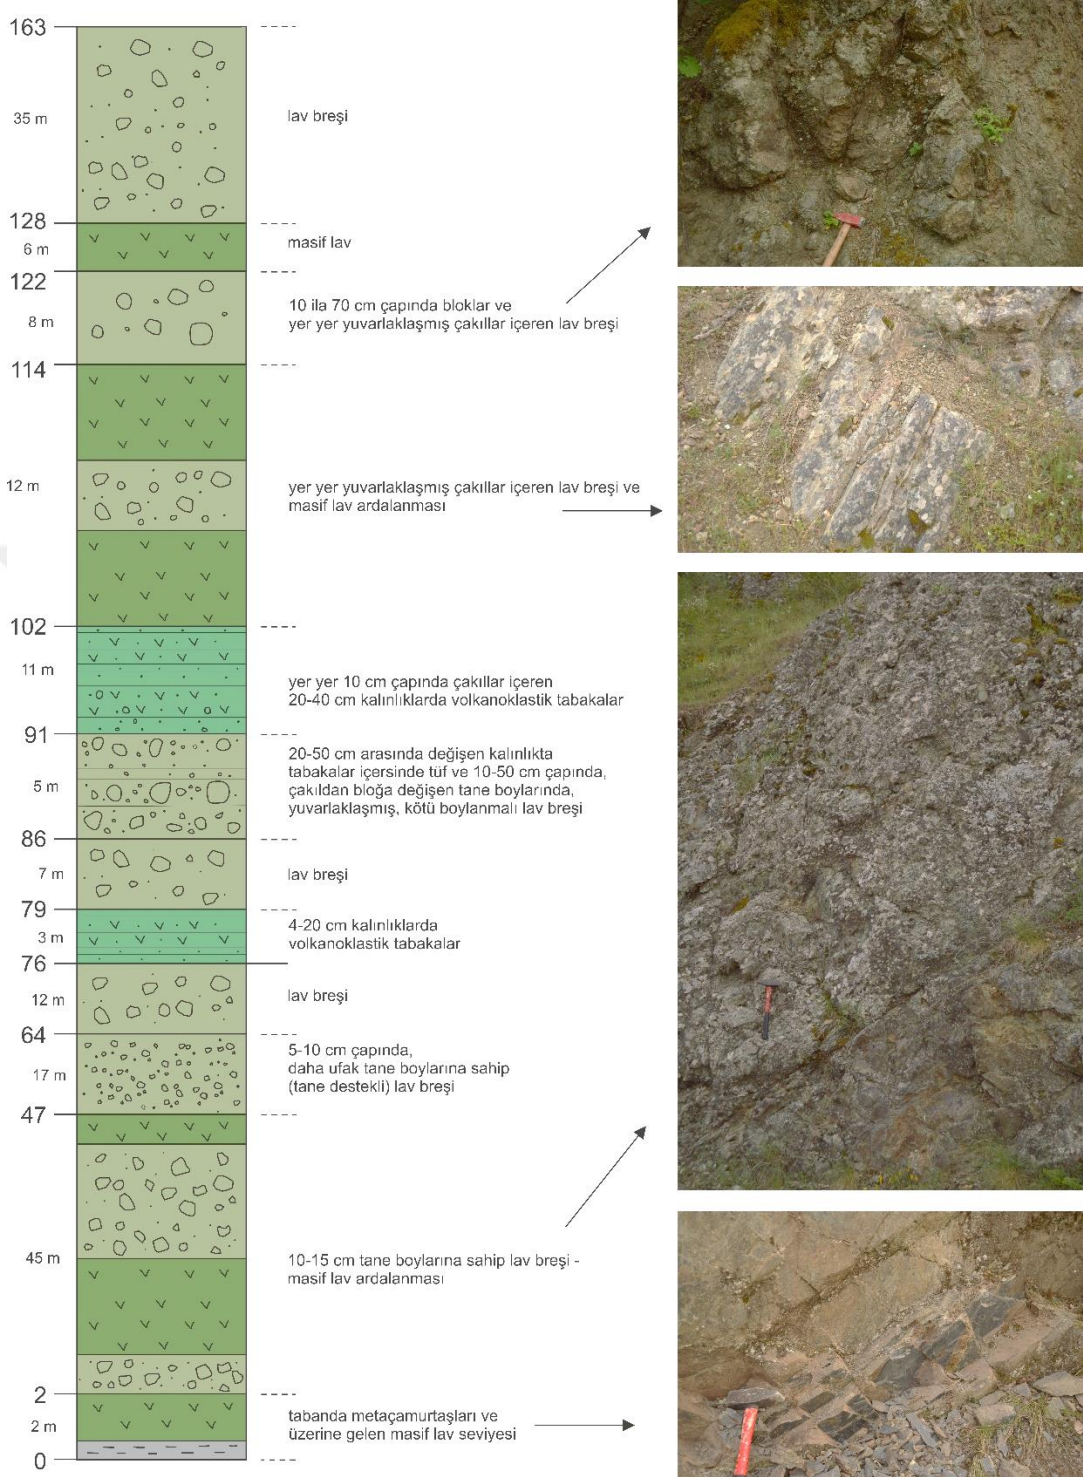 163
35 m
lav breşi
128
6 m
masif lav
122
8 m
10 ila 70 cm çapında bloklar ve
yer yer yuvarlaklaşmış çakıllar içeren lav breşi
114
12 m
yer yer yuvarlaklaşmış çakıllar içeren lav breşi ve
masif lav ardalanması
102
11 m
yer yer 10 cm çapında çakıllar içeren
20-40 cm kalınlıklarda volkanoklastik tabakalar
91
5 m
20-50 cm arasında değişen kalınlıkta
tabakalar içersinde tüf ve 10-50 cm çapında,
çakıldan bloğa değişen tane boylarında,
yuvarlaklaşmış, kötü boylanmalı lav breşi
86
7 m
lav breşi
79
3 m
4-20 cm kalınlıklarda
volkanoklastik tabakalar
76
12 m
lav breşi
64
17 m
5-10 cm çapında,
daha ufak tane boylarına sahip
(tane destekli) lav breşi
47
45 m
10-15 cm tane boylarına sahip lav breşi -
masif lav ardalanması
2
2 m
tabanda metaçamurtaşları ve
üzerine gelen masif lav seviyesi
0